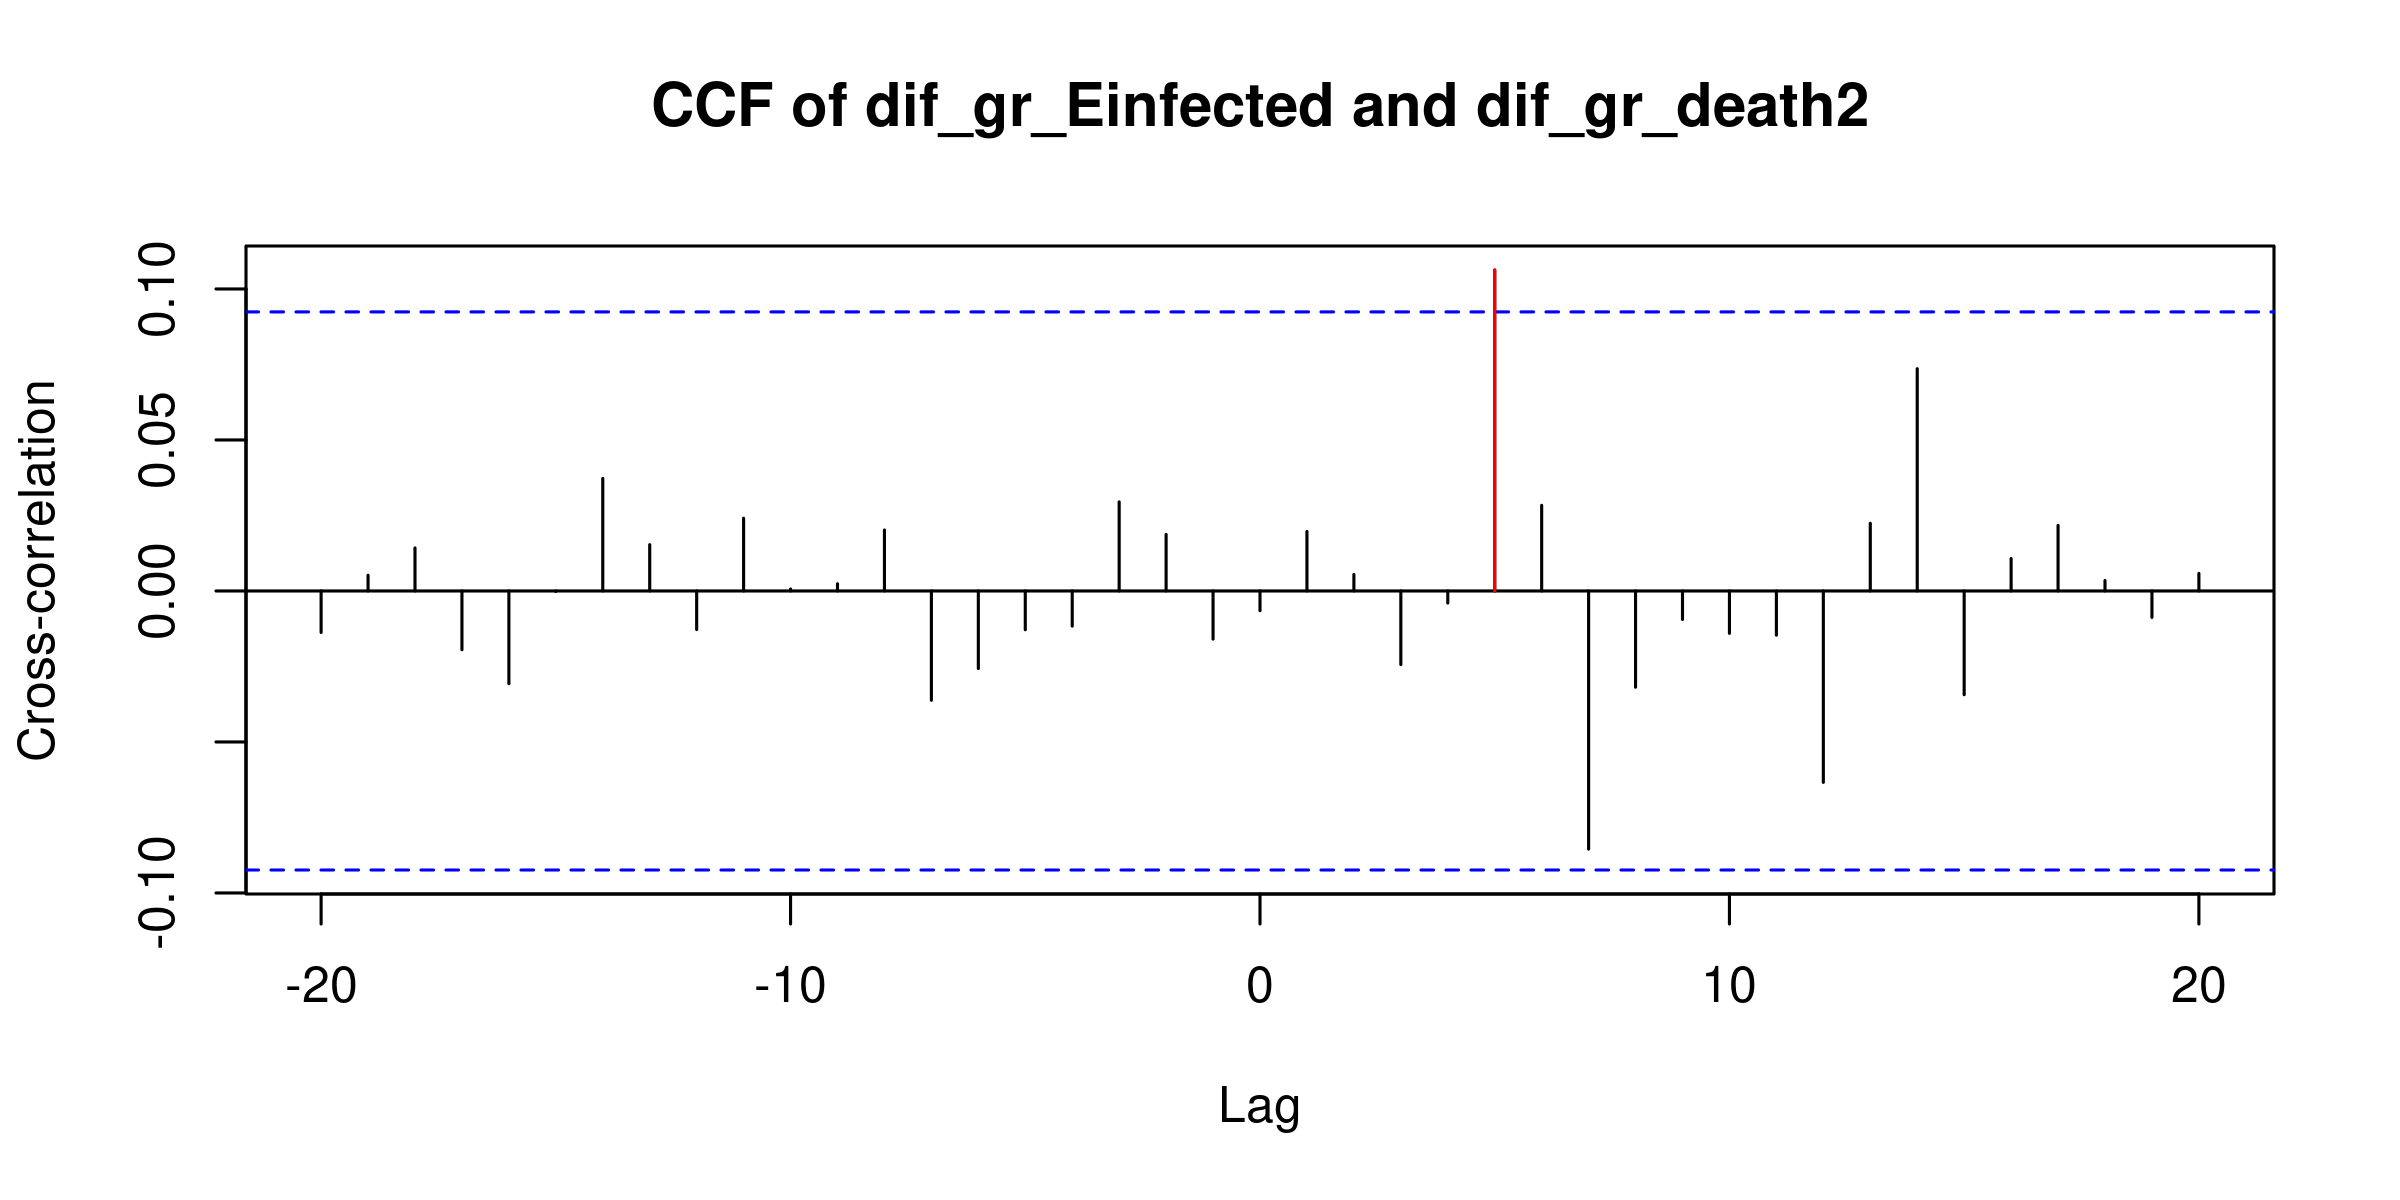 CCF of dif_gr_Einfected and dif_gr_death2
Cross-correlation
0.10
0.05
0.00
-0.10
-20 -10 0 10 20
Lag